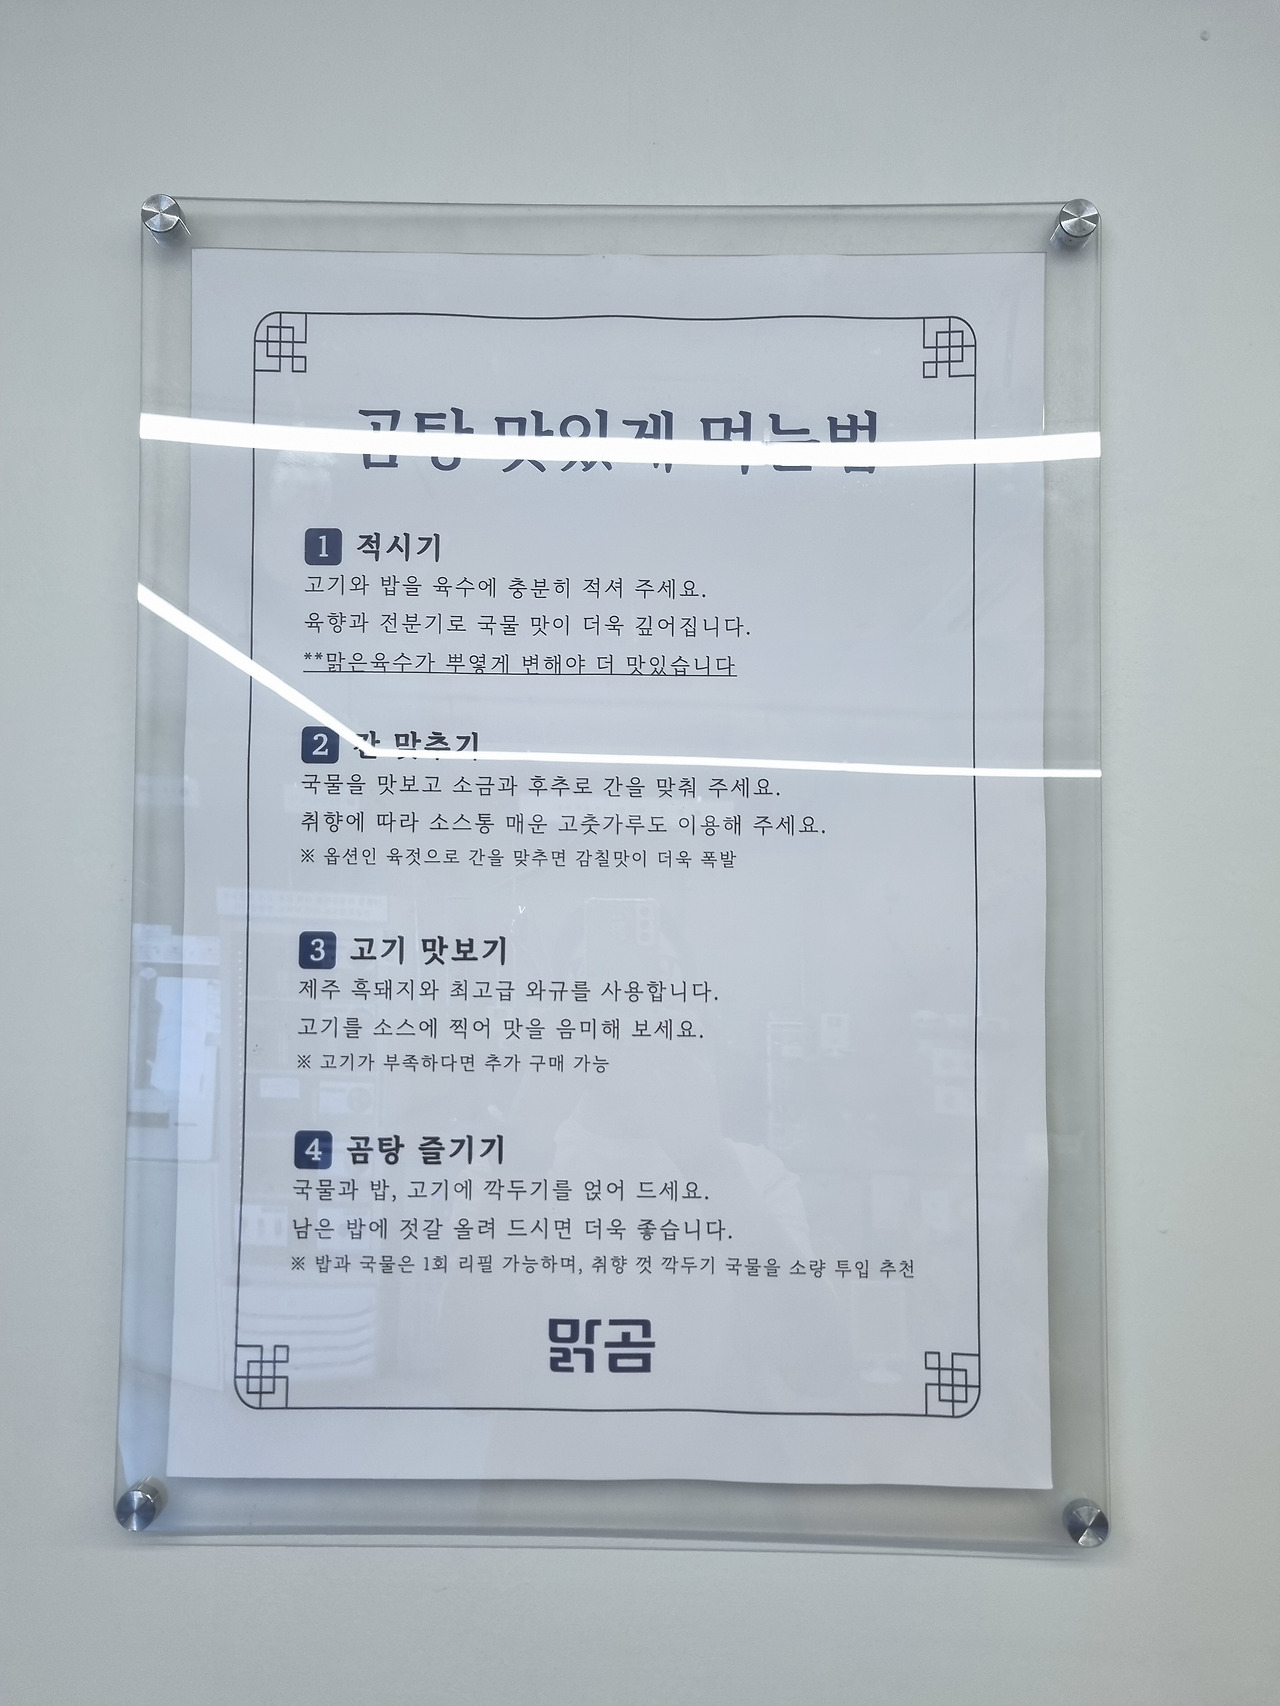 곰탕 맛있게 먹는법
1 적시기
고기와 밥을 육수에 충분히 적셔 주세요.
육향과 전분기로 국물 맛이 더욱 깊어집니다.
**맑은육수가 뿌옇게 변해야 더 맛있습니다
2 간 맞추기
국물을 맛보고 소금과 후추로 간을 맞춰 주세요.
취향에 따라 소스통 매운 고춧가루도 이용해 주세요.
※ 옵션인 육젓으로 간을 맞추면 감칠맛이 더욱 폭발
3 고기 맛보기
제주 흑돼지와 최고급 와규를 사용합니다.
고기를 소스에 찍어 맛을 음미해 보세요.
※ 고기가 부족하다면 추가 구매 가능
4 곰탕 즐기기
국물과 밥, 고기에 깍두기를 얹어 드세요.
남은 밥에 젓갈 올려 드시면 더욱 좋습니다.
※ 밥과 국물은 1회 리필 가능하며, 취향 껏 깍두기 국물을 소량 투입 추천
맑곰